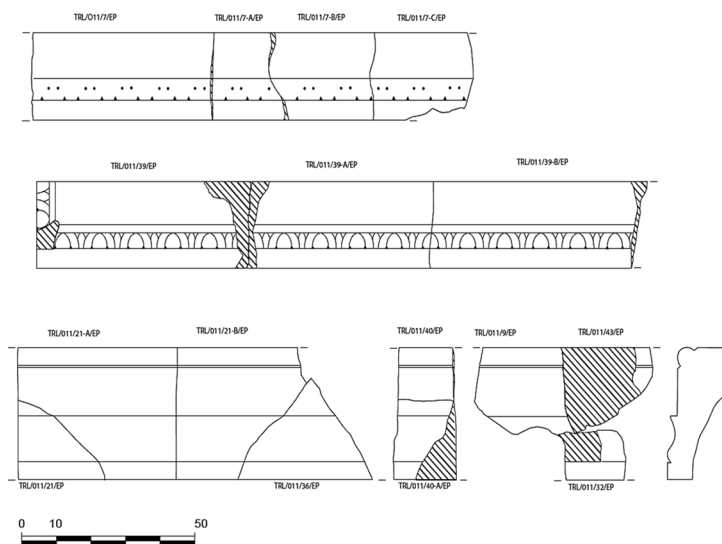 TRL/O11/7/EP TRL/011/7-A/EP TRL/011/7-B/EP TRL/011/7-C/EP
TRL/011/39/EP TRL/011/39-A/EP TRL/011/39-B/EP
TRL/011/21-A/EP TRL/011/21-B/EP TRL/011/40/EP TRL/011/9/EP TRL/011/43/EP
TRL/011/21/EP TRL/011/36/EP TRL/011/40-A/EP TRL/011/32/EP
0 10 50